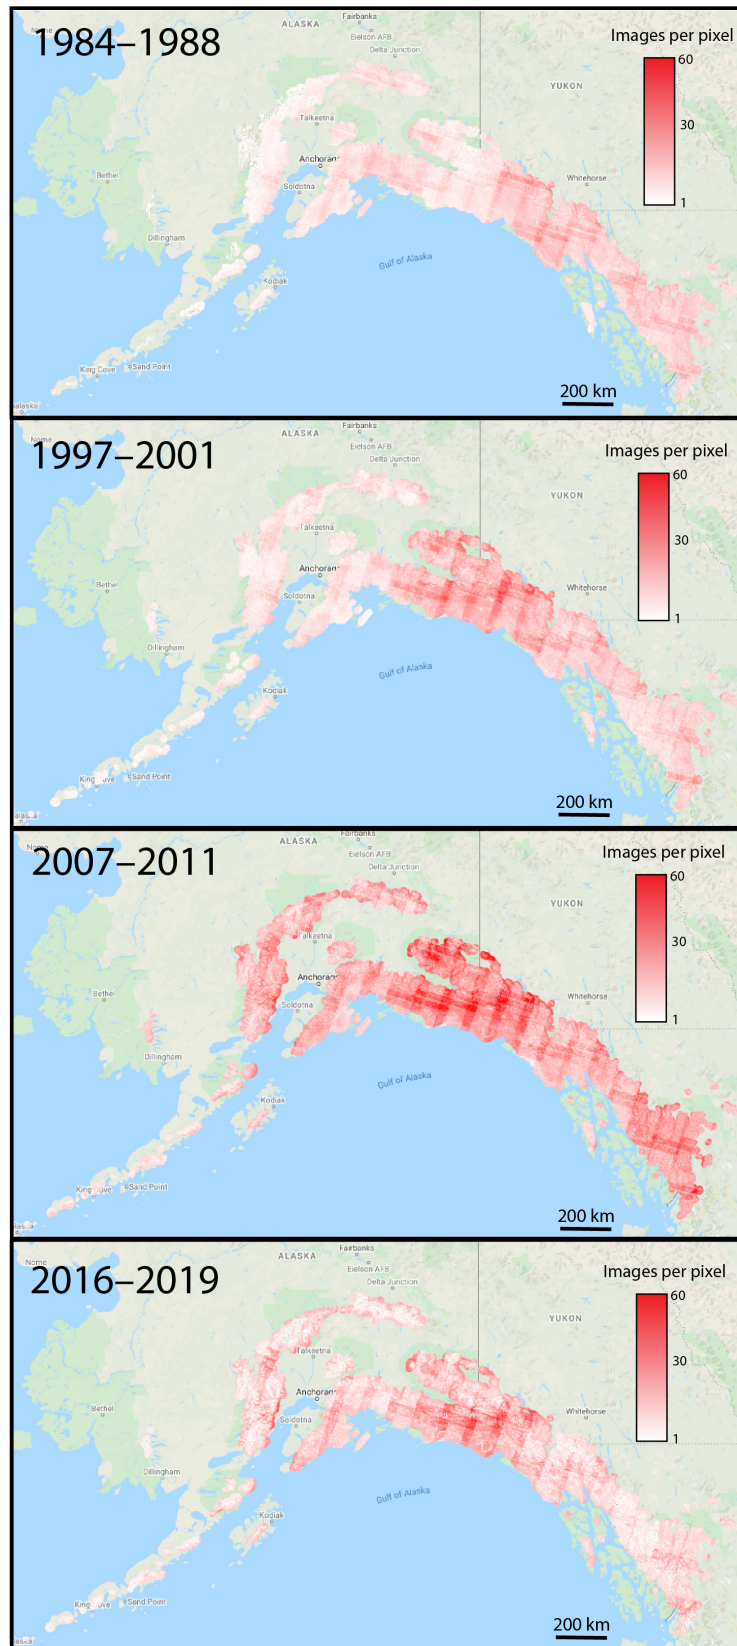 Fairbanks
ALASKA
1984–1988
Eielson AFB
Images per pixel
Delta Junction
60
YUKON
Talkeetna
30
Anchorag
Bethel
Soldotna
Whitehorse
1
Dillingham
Gulf of Alaska
Kodiak
King Cove
Sand Point
200 km
ALASKA
Fairbanks
Nome
1997–2001
Eielson AFB
Images per pixel
Delta Junction
60
YUKON
Talkeetna
30
Anchorag
Bethel
Soldotna
Whitehorse
1
Dillingham
Gulf of Alaska
Kodiak
Sand Point
200 km
Fairbanks
ALASKA
2007–2011
Eielson AFB
Images per pixel
Delta Junction
60
YUKON
Talkeetna
30
Anchorag
Bethel
Soldotna
Whitehorse
1
Dillingham
Gulf of Alaska
Kodiak
Sand Point
200 km
Fairbanks
ALASKA
Nome
2016–2019
Eielson AFB
Images per pixel
Delta Junction
60
YUKON
Talkeetna
30
Anchorag
Bethel
Soldotna
Whitehorse
1
Dillingham
Gulf of Alaska
Kodiak
Sand Point
200 km